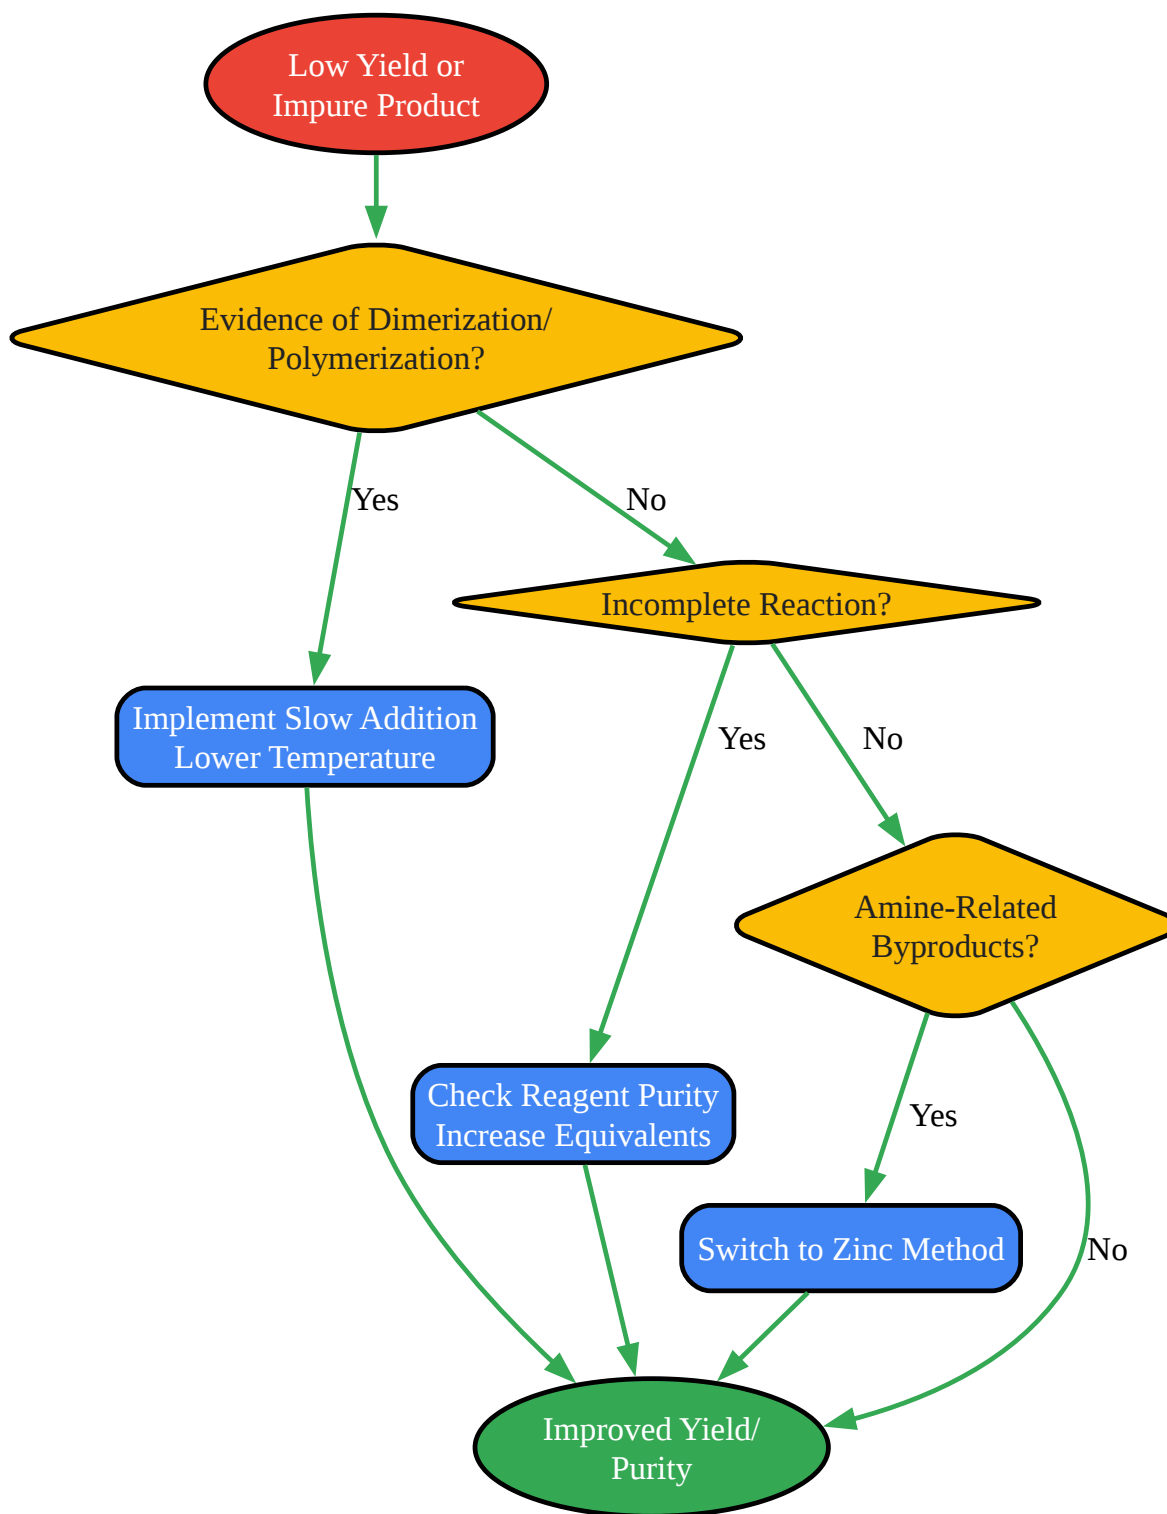 Low Yield or
Impure Product
Evidence of Dimerization/
Polymerization?
Yes
No
Incomplete Reaction?
Implement Slow Addition
Lower Temperature
Yes
No
Amine-Related
Byproducts?
Check Reagent Purity
Increase Equivalents
Yes
Switch to Zinc Method
No
Improved Yield/
Purity